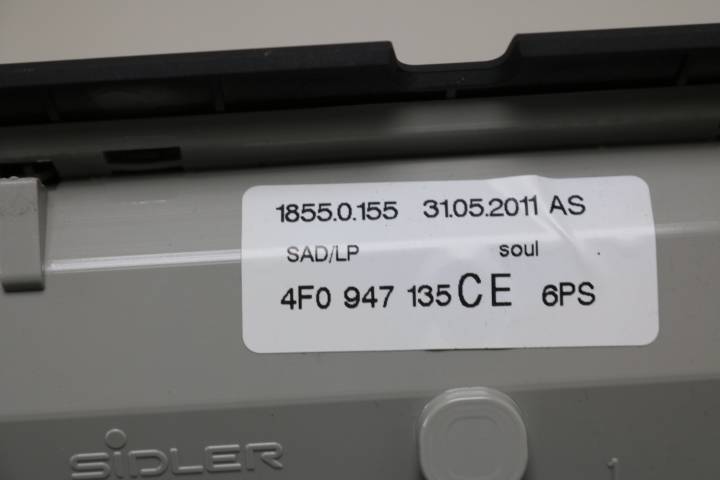 1855.0.155 31.05.2011 AS
SAD/LP soul
4F0 947 135 CE 6PS
SiDLER
1